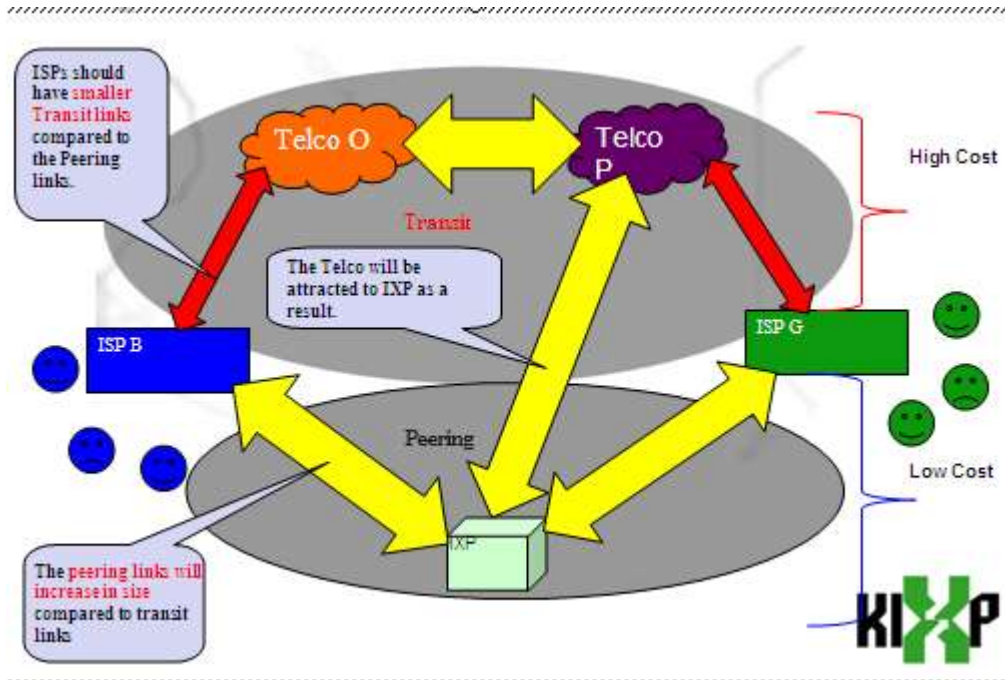 ISPs should
have smaller
Transit links
compared to
the Peering
links.
Telco O
Telco
P
High Cost
Transit
The Telco will be
attracted to IXP as a
result.
ISP B
ISP G
Peering
Low Cost
IXP
The peering links will
increase in size
compared to transit
links
KIXP